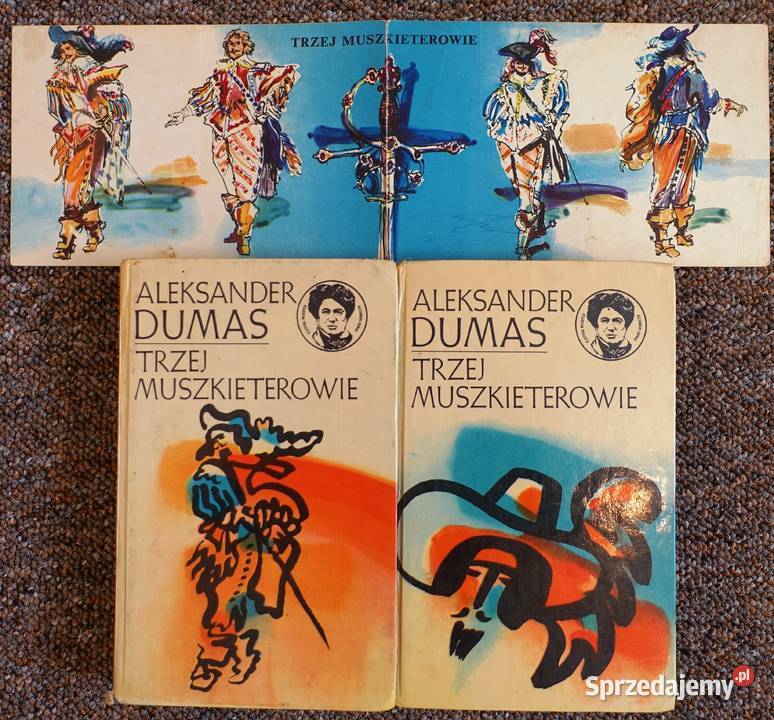 TRZEJ MUSZKIETEROWIE
ALEKSANDER
DUMAS
TRZEJ
MUSZKIETEROWIE
ALEKSANDER
DUMAS
TRZEJ
MUSZKIETEROWIE
Sprzedajemy.pl